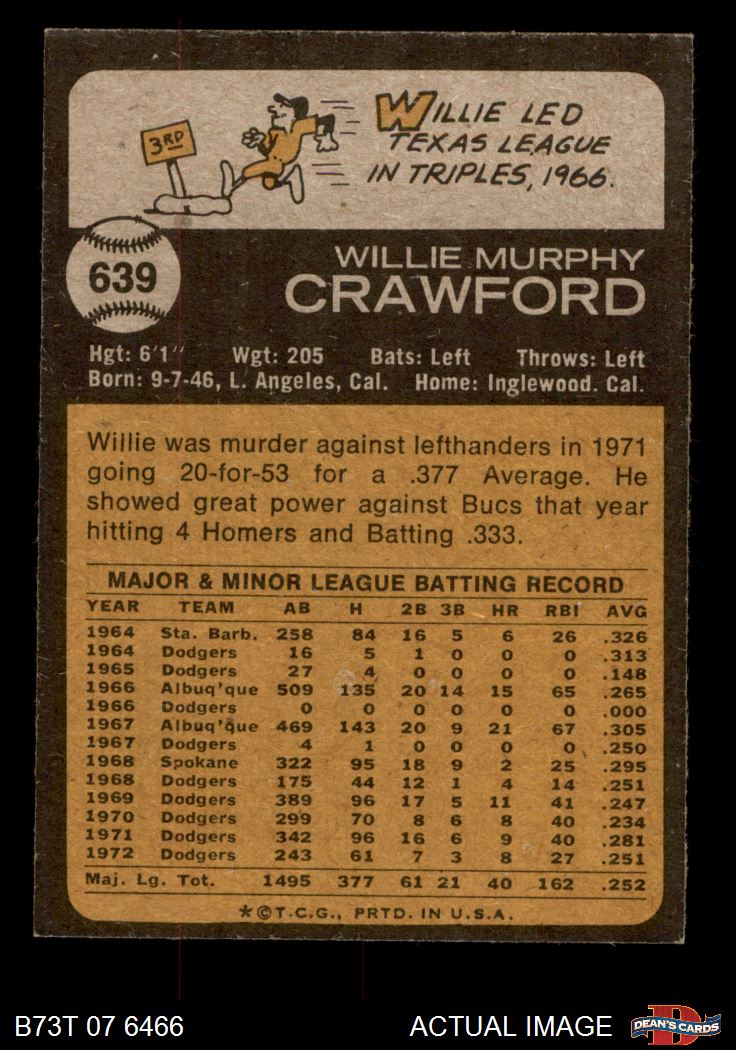 3RD
WILLIE LED
TEXAS LEAGUE
IN TRIPLES, 1966.
639
WILLIE MURPHY
CRAWFORD
Hgt: 6'1" Wgt: 205 Bats: Left Throws: Left
Born: 9-7-46, L. Angeles, Cal. Home: Inglewood. Cal.
Willie was murder against lefthanders in 1971
going 20-for-53 for a .377 Average. He
showed great power against Bucs that year
hitting 4 Homers and Batting .333.
MAJOR & MINOR LEAGUE BATTING RECORD
YEAR TEAM AB H 2B 3B HR RBI AVG
1964 Sta. Barb. 258 84 16 5 6 26 .326
1964 Dodgers 16 5 1 0 0 0 .313
1965 Dodgers 27 4 0 0 0 0 .148
1966 Albuq'que 509 135 20 14 15 65 .265
1966 Dodgers 0 0 0 0 0 0 .000
1967 Albuq'que 469 143 20 9 21 67 .305
1967 Dodgers 4 1 0 0 0 0 .250
1968 Spokane 322 95 18 9 2 25 .295
1968 Dodgers 175 44 12 1 4 14 .251
1969 Dodgers 389 96 17 5 11 41 .247
1970 Dodgers 299 70 8 6 8 40 .234
1971 Dodgers 342 96 16 6 9 40 .281
1972 Dodgers 243 61 7 3 8 27 .251
Maj. Lg. Tot. 1495 377 61 21 40 162 .252
*©T.C.G., PRTD. IN U.S.A.
B73T 07 6466 ACTUAL IMAGE D DEAN'S CARDS